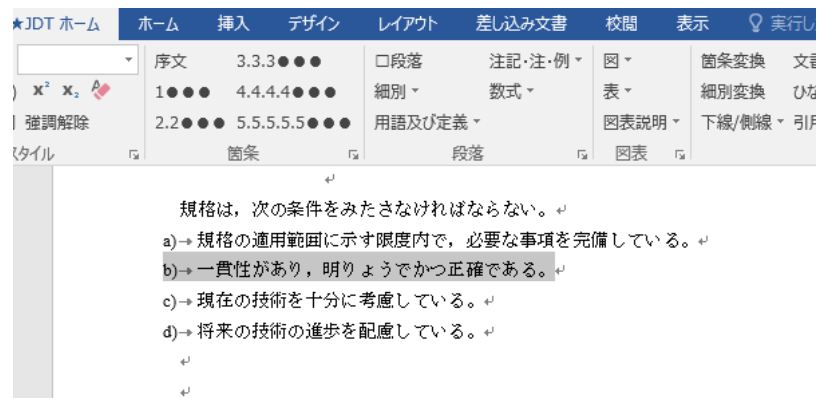 ★JDT ホーム ホーム 挿入 デザイン レイアウト 差し込み文書 校閲 表示 実行し
序文 3.3.3●●● 口段落 注記・注・例 図 箇条変換 文書
x² x₂ 1●●● 4.4.4.4●●● 細別 数式 表 細別変換 ひな
強調解除 2.2●●● 5.5.5.5.5●●● 用語及び定義 図表説明 下線/側線 引用
スタイル 箇条 段落 図表
規格は，次の条件をみたさなければならない。
a)→規格の適用範囲に示す限度内で，必要な事項を完備している。
b)→一貫性があり，明りょうでかつ正確である。
c)→現在の技術を十分に考慮している。
d)→将来の技術の進歩を配慮している。